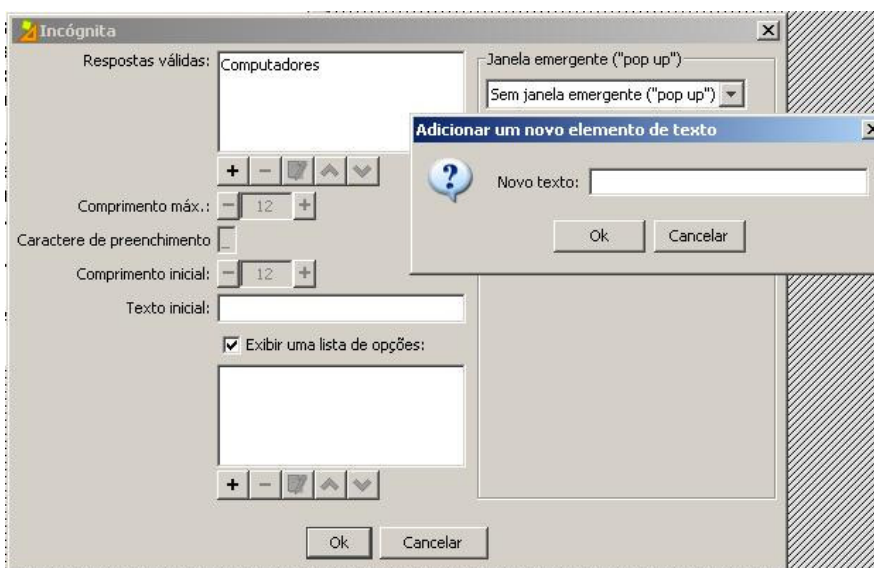 Incógnita
Respostas válidas: Computadores
Janela emergente ("pop up")
Sem janela emergente ("pop up")
Adicionar um novo elemento de texto
Novo texto:
Ok Cancelar
+ -
Comprimento máx.: - 12 +
Caractere de preenchimento _
Comprimento inicial: - 12 +
Texto inicial:
Exibir uma lista de opções:
+ -
Ok Cancelar